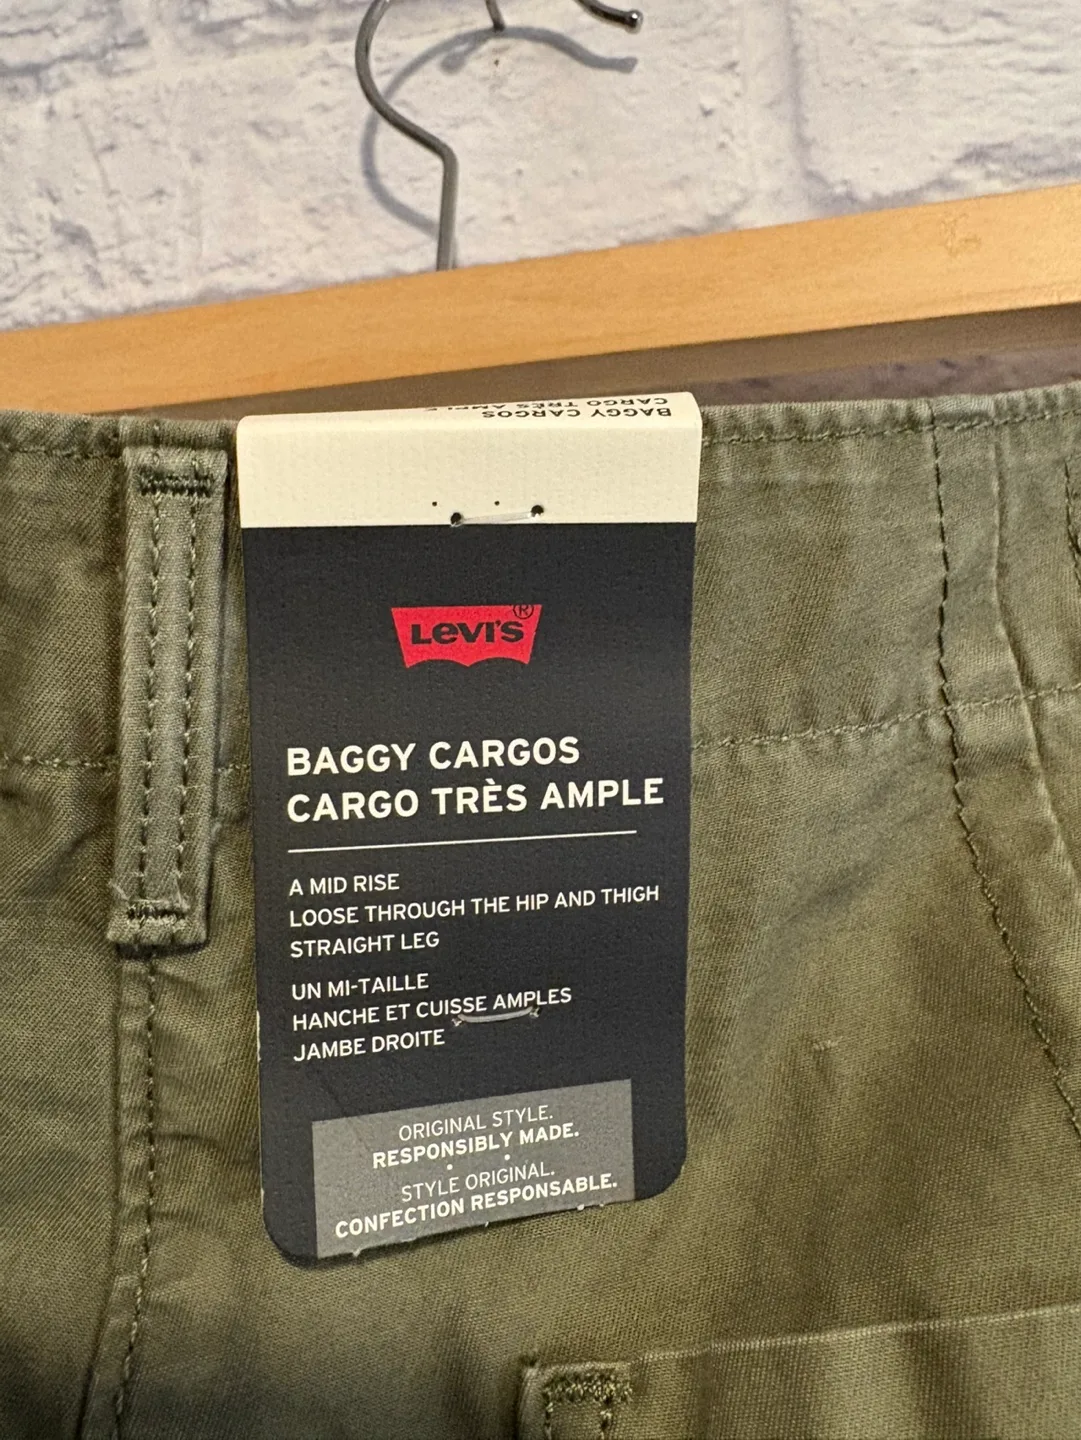 BAGGY CARGOS
CARGO TRÈS AMPLE
LEVI'S®
BAGGY CARGOS
CARGO TRÈS AMPLE
A MID RISE
LOOSE THROUGH THE HIP AND THIGH
STRAIGHT LEG
UN MI-TAILLE
HANCHE ET CUISSE AMPLES
JAMBE DROITE
ORIGINAL STYLE.
RESPONSIBLY MADE.
STYLE ORIGINAL.
CONFECTION RESPONSABLE.